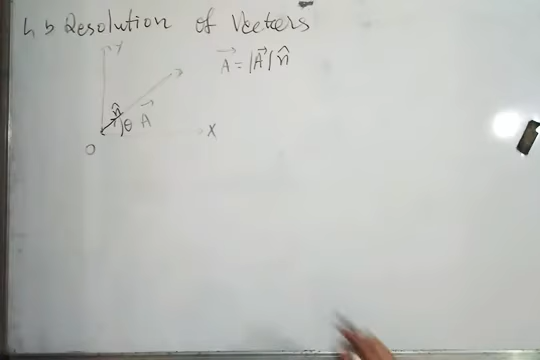 4.5 Resolution of Vectors
Y
A⃗ = |A⃗| n̂
n̂
θ A⃗
O X